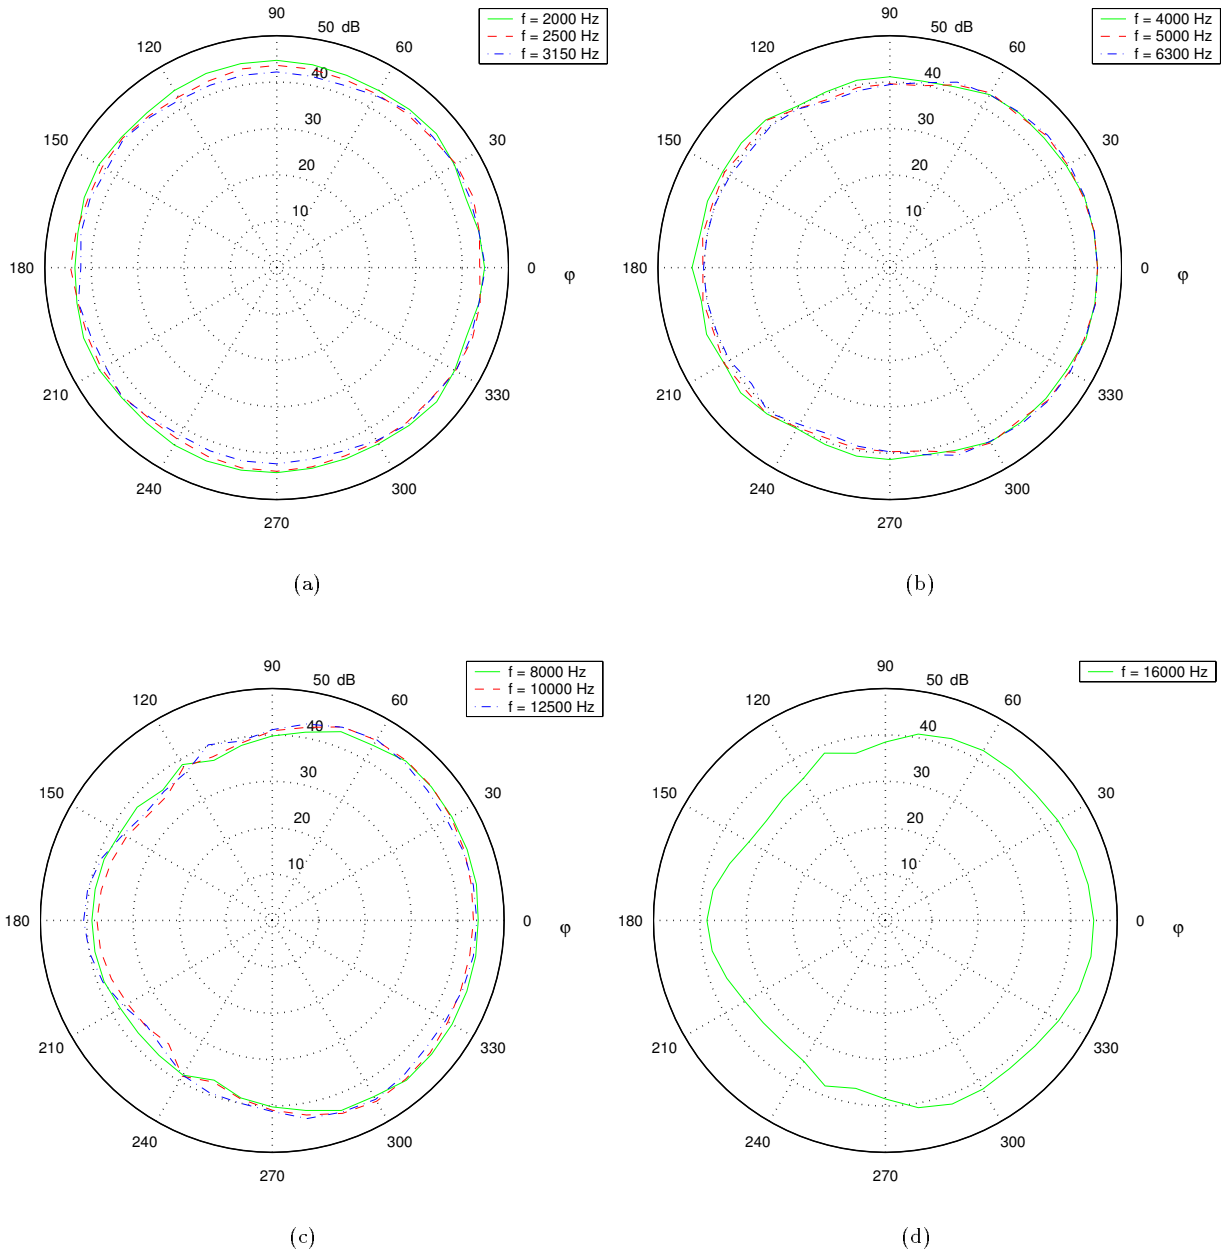 90
50 dB
f = 2000 Hz
f = 2500 Hz
f = 3150 Hz
120
60
40
150
30
30
20
10
180
0
φ
210
330
240
300
270
(a)
90
50 dB
f = 4000 Hz
f = 5000 Hz
f = 6300 Hz
120
60
40
150
30
30
20
10
180
0
φ
210
330
240
300
270
(b)
90
50 dB
f = 8000 Hz
f = 10000 Hz
f = 12500 Hz
120
60
40
150
30
30
20
10
180
0
φ
210
330
240
300
270
(c)
90
50 dB
f = 16000 Hz
120
60
40
150
30
30
20
10
180
0
φ
210
330
240
300
270
(d)